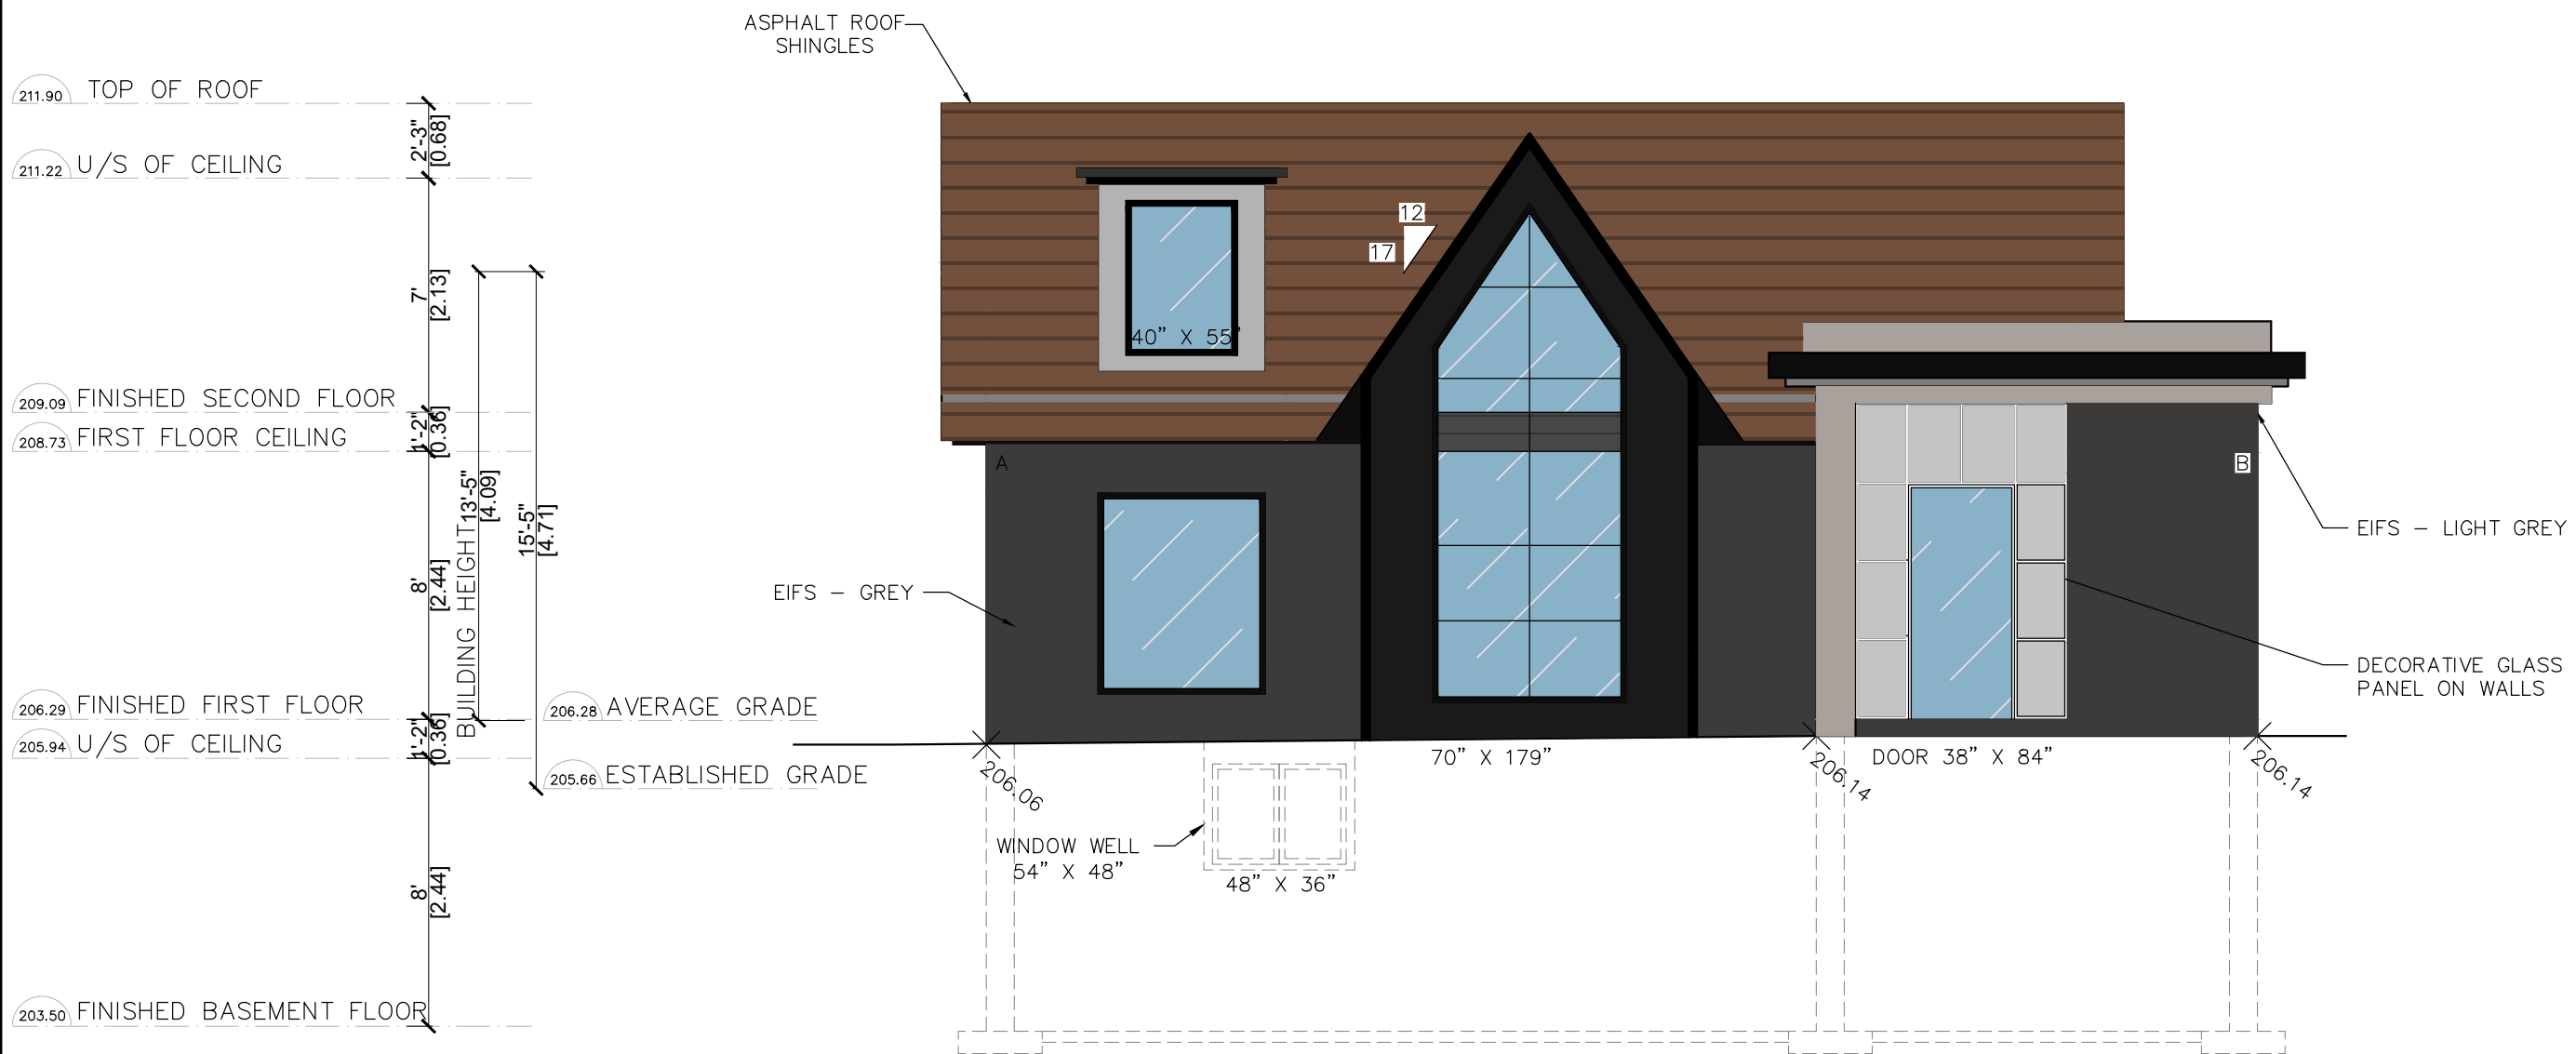 ASPHALT ROOF
SHINGLES
211.90 TOP OF ROOF
2'-3"
[0.68]
211.22 U/S OF CEILING
7'
[2.13]
12
17
40” X 55”
209.09 FINISHED SECOND FLOOR
1'-2"
[0.36]
208.73 FIRST FLOOR CEILING
A
B
BUILDING HEIGHT
13'-5"
[4.09]
15'-5"
[4.71]
8'
[2.44]
EIFS – LIGHT GREY
EIFS – GREY
DECORATIVE GLASS
PANEL ON WALLS
206.29 FINISHED FIRST FLOOR
206.28 AVERAGE GRADE
1'-2"
[0.36]
205.94 U/S OF CEILING
205.66 ESTABLISHED GRADE
206.06
70” X 179”
206.14
DOOR 38” X 84”
206.14
WINDOW WELL
54” X 48”
48” X 36”
8'
[2.44]
203.50 FINISHED BASEMENT FLOOR